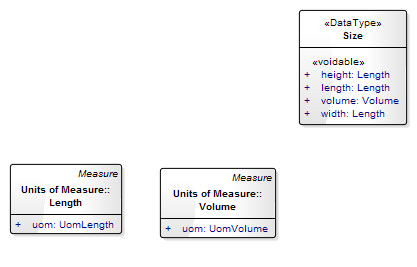 «DataType»
Size
«voidable»
+ height: Length
+ length: Length
+ volume: Volume
+ width: Length
Measure
Units of Measure::
Length
+ uom: UomLength
Measure
Units of Measure::
Volume
+ uom: UomVolume